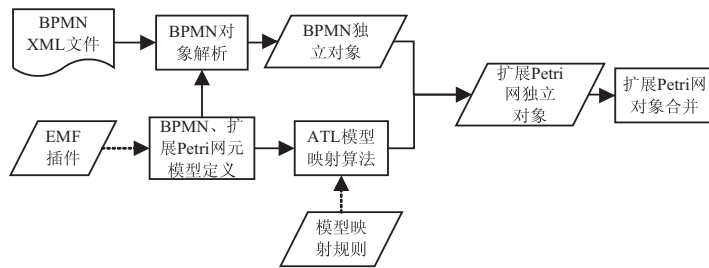 BPMN
XML文件
BPMN对
象解析
BPMN独
立对象
扩展Petri
网独立
对象
扩展Petri网
对象合并
EMF
插件
BPMN、扩
展Petri网元
模型定义
ATL模型
映射算法
模型映
射规则